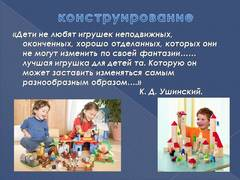 конструирование
«Дети не любят игрушек неподвижных,
оконченных, хорошо отделанных, которых они
не могут изменить по своей фантазии……
лучшая игрушка для детей та. Которую он
может заставить изменяться самым
разнообразным образом….»
К. Д. Ушинский.